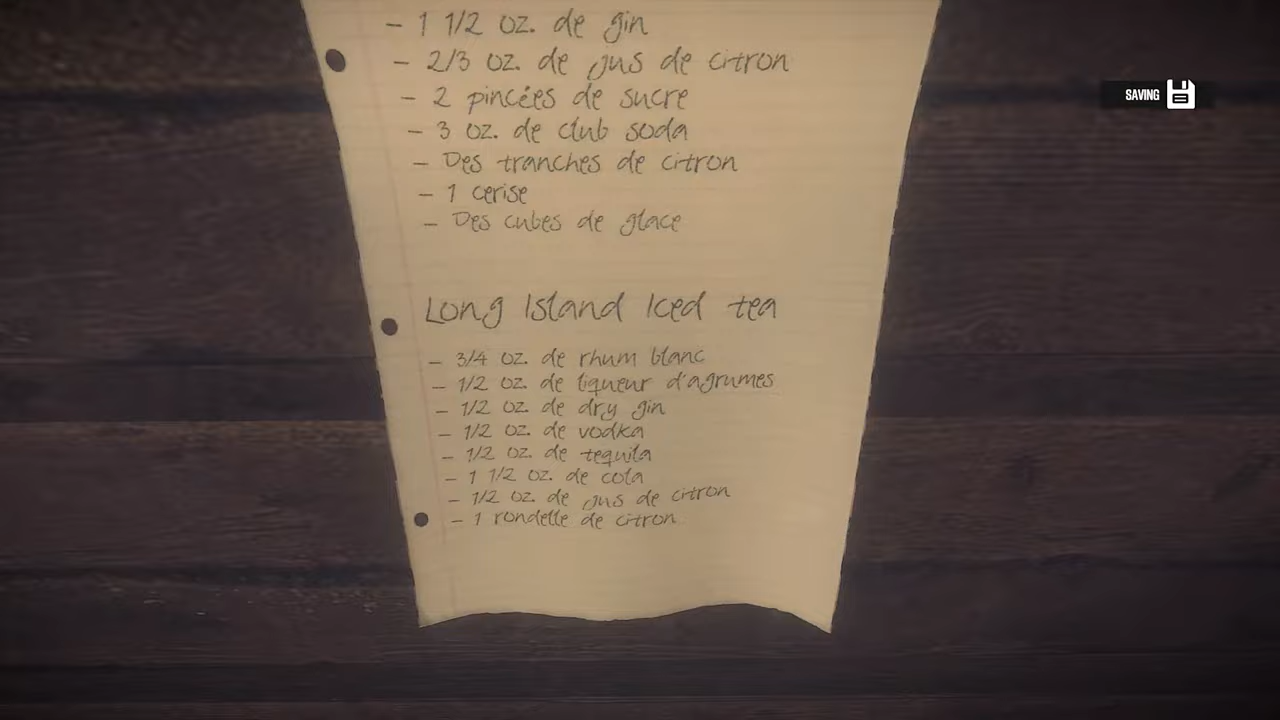 - 1 1/2 oz. de gin
- 2/3 oz. de jus de citron
SAVING
- 2 pincées de sucre
- 3 oz. de club soda
- Des tranches de citron
- 1 cerise
- Des cubes de glace
Long Island Iced tea
- 3/4 oz. de rhum blanc
- 1/2 oz. de liqueur d'agrumes
- 1/2 oz. de dry gin
- 1/2 oz. de vodka
- 1/2 oz. de tequila
- 1 1/2 oz. de cola
- 1/2 oz. de jus de citron
- 1 rondelle de citron